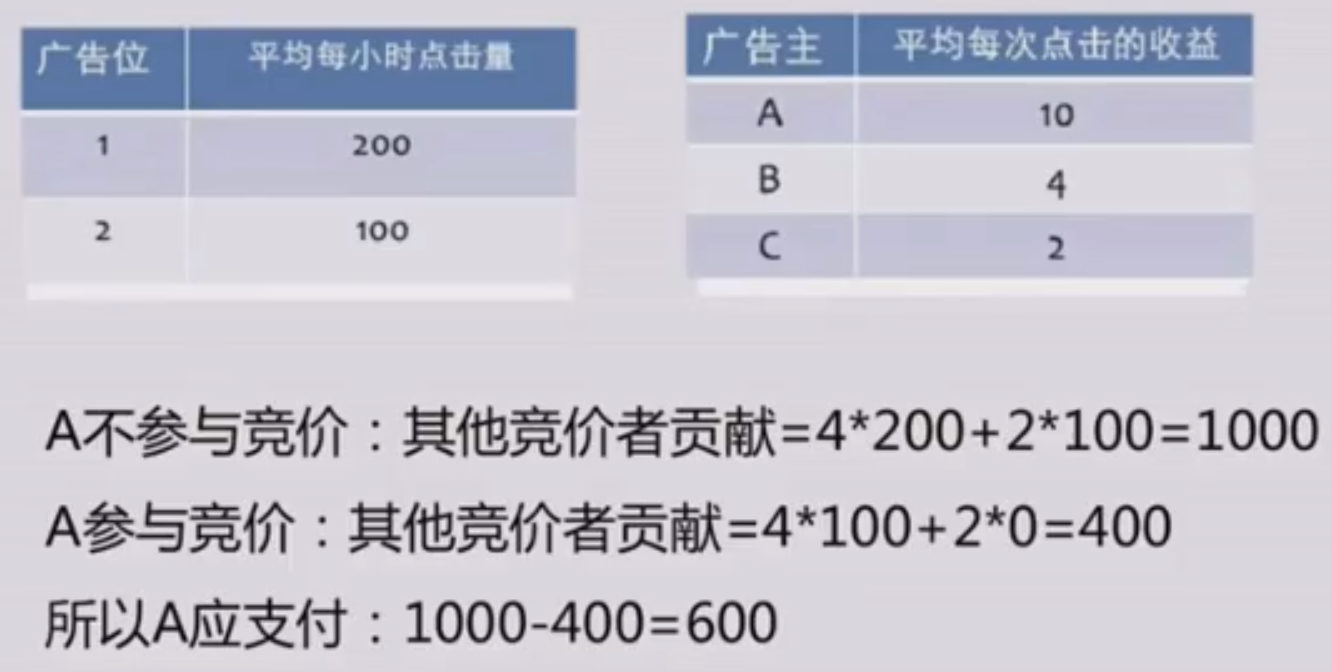 广告位 平均每小时点击量
1 200
2 100
广告主 平均每次点击的收益
A 10
B 4
C 2
A不参与竞价：其他竞价者贡献=4*200+2*100=1000
A参与竞价：其他竞价者贡献=4*100+2*0=400
所以A应支付：1000-400=600